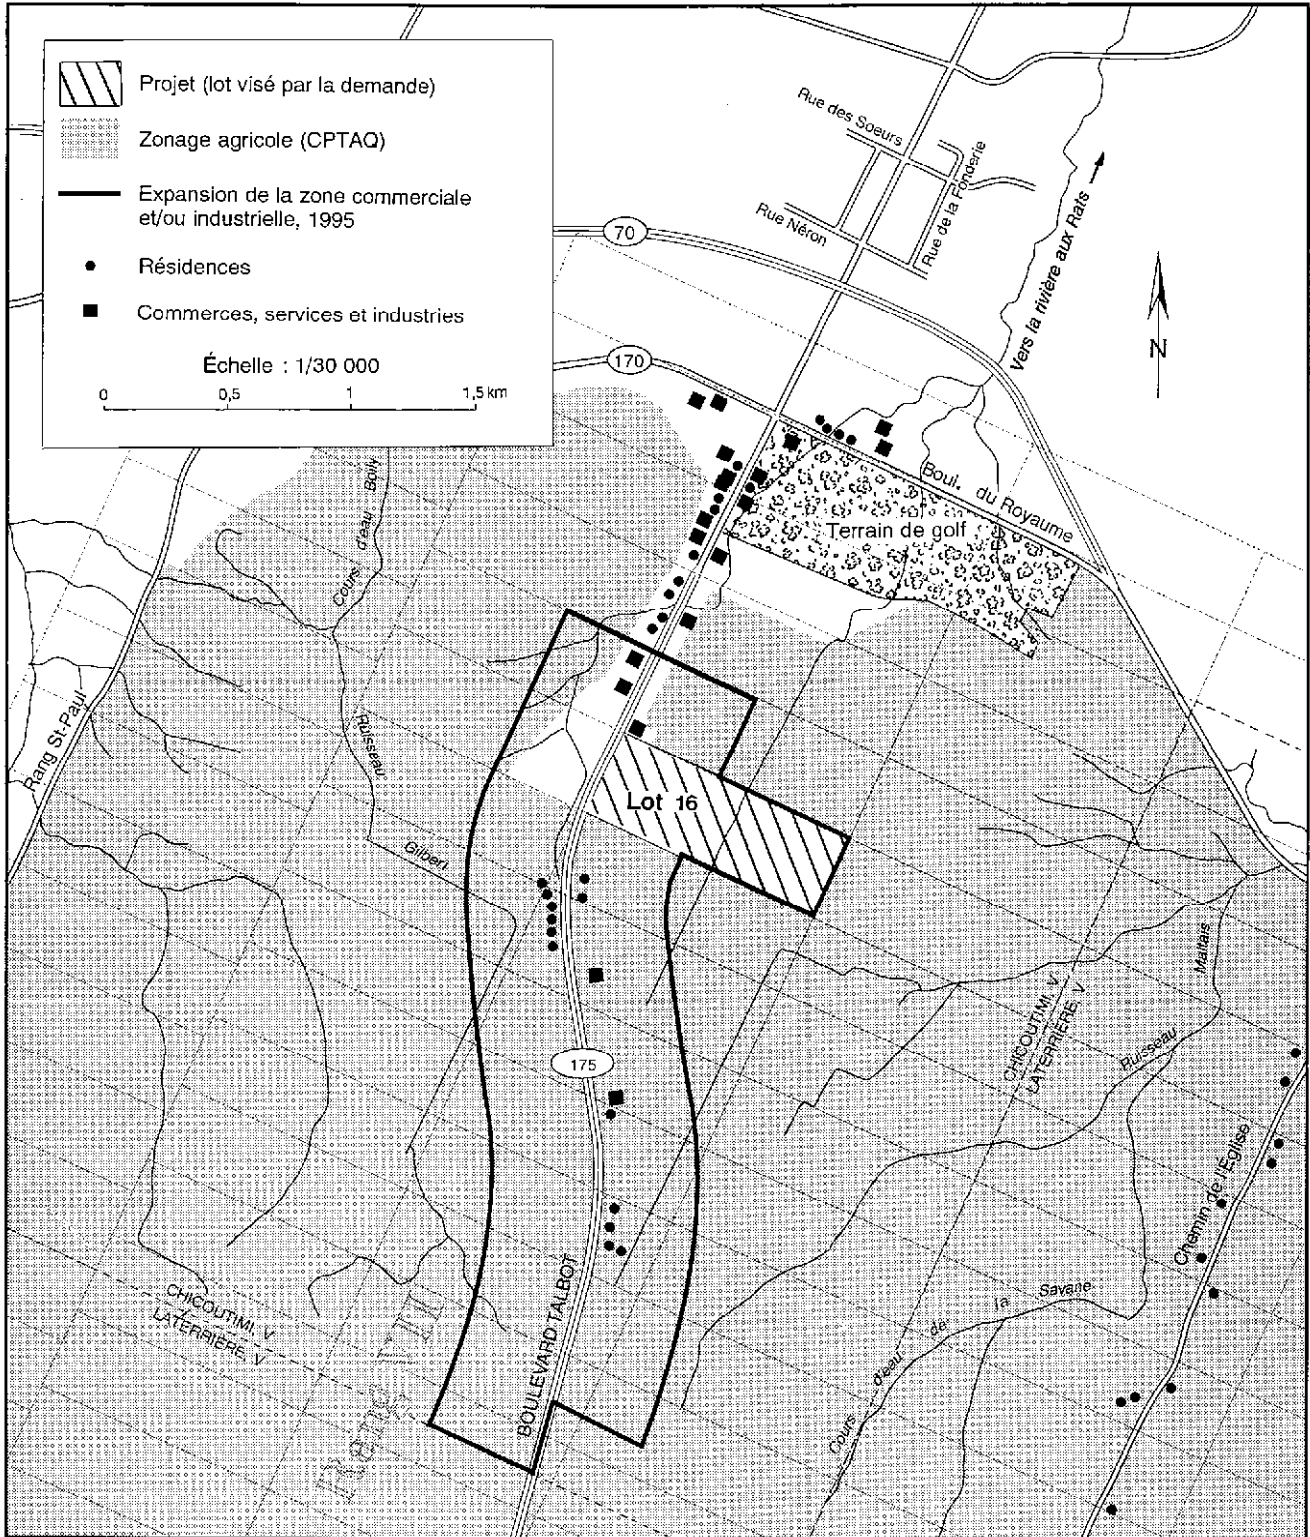 Projet (lot visé par la demande)
Zonage agricole (CPTAQ)
Expansion de la zone commerciale
et/ou industrielle, 1995
Résidences
Commerces, services et industries
Échelle : 1/30 000
0 0,5 1 1,5 km
Rue des Soeurs
Rue Néron
Rue de la Fonderie
Vers la rivière aux Rats
N
70
170
Boul. du Royaume
Terrain de golf
Cours d'eau Boily
Rang St-Paul
Ruisseau
Gilbert
Lot 16
175
CHICOUTIMI, V
LATERRIÈRE, V
Ruisseau
Maltais
Chemin de l'Église
Cours d'eau de la Savane
BOULEVARD TALBOT
CHICOUTIMI, V
LATERRIÈRE, V
Rang VII